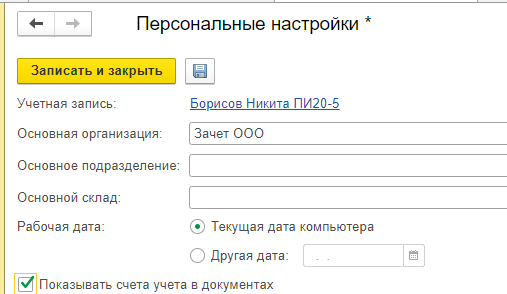 Персональные настройки *
Записать и закрыть
Учетная запись: Борисов Никита ПИ20-5
Основная организация: Зачет ООО
Основное подразделение:
Основной склад:
Рабочая дата: Текущая дата компьютера
Другая дата: . .
Показывать счета учета в документах